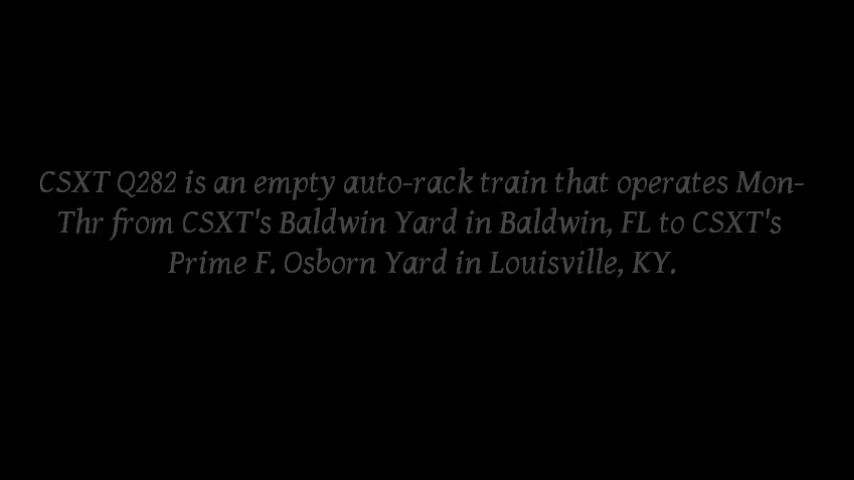 CSXT Q282 is an empty auto-rack train that operates Mon-
Thr from CSXT's Baldwin Yard in Baldwin, FL to CSXT's
Prime F. Osborn Yard in Louisville, KY.